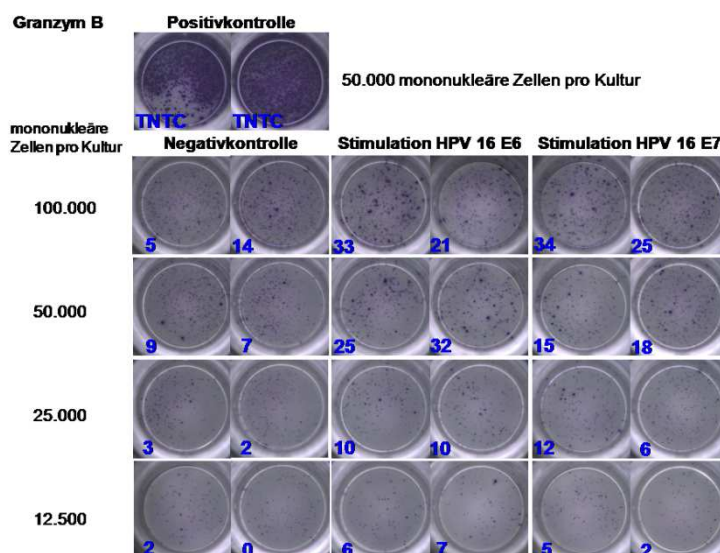 Granzym B
Positivkontrolle
TNTC TNTC
50.000 mononukleäre Zellen pro Kultur
mononukleäre
Zellen pro Kultur
Negativkontrolle Stimulation HPV 16 E6 Stimulation HPV 16 E7
100.000 5 14 33 21 34 25
50.000 9 7 25 32 15 18
25.000 3 2 10 10 12 6
12.500 2 0 6 7 5 2